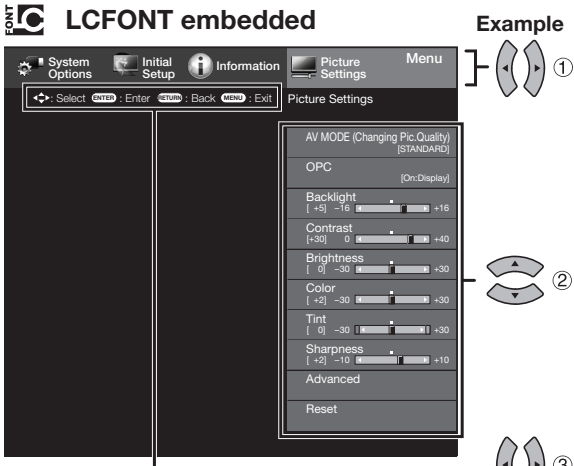 FONT LC LCFONT embedded
Example
System Options
Initial Setup
Information
Picture Settings
Menu
: Select ENTER : Enter RETURN : Back MENU : Exit
Picture Settings
①
AV MODE (Changing Pic.Quality)
[STANDARD]
OPC
[On:Display]
Backlight
[ +5] −16 +16
Contrast
[+30] 0 +40
Brightness
[ 0] −30 +30
Color
[ +2] −30 +30
Tint
[ 0] −30 +30
Sharpness
[ +2] −10 +10
Advanced
Reset
②
③